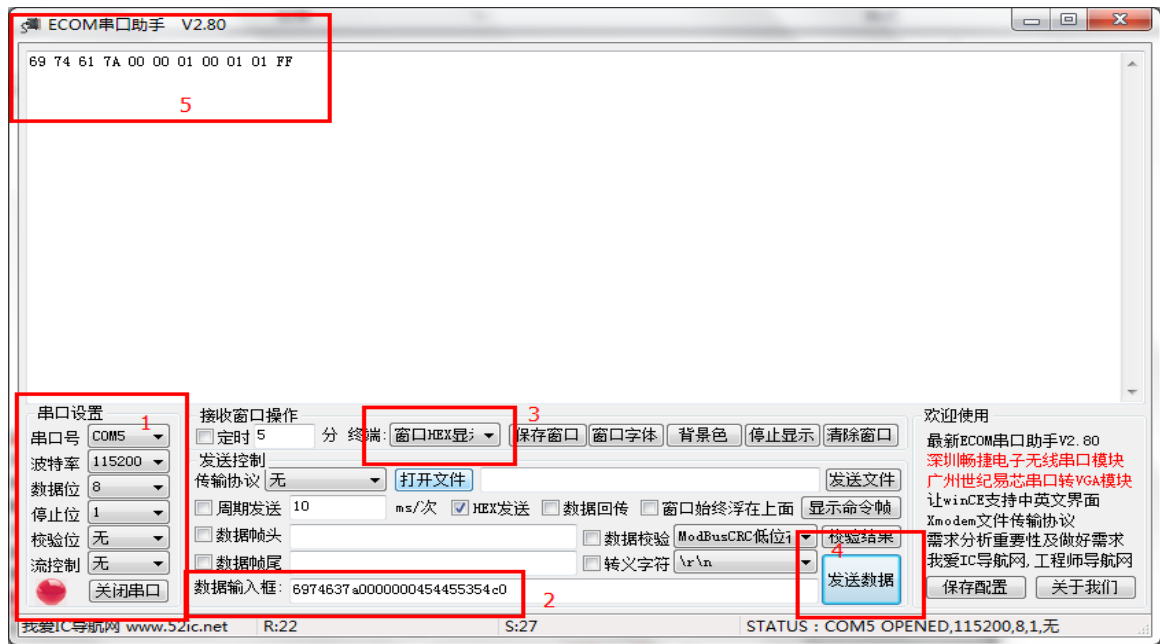 ECOM串口助手 V2.80
69 74 61 7A 00 00 01 00 01 01 FF
5
串口设置
1
串口号 COM5
波特率 115200
数据位 8
停止位 1
校验位 无
流控制 无
关闭串口
接收窗口操作
3
定时 5 分 终端: 窗口HEX显 保存窗口 窗口字体 背景色 停止显示 清除窗口
发送控制
传输协议 无 打开文件 发送文件
周期发送 10 ms/次 HEX发送 数据回传 窗口始终浮在上面 显示命令帧
数据帧头 数据校验 ModBusCRC低位 校验结果
4
数据帧尾 转义字符 \r\n
数据输入框: 6974637a0000000454455354c0
2
发送数据
欢迎使用
最新ECOM串口助手V2.80
深圳畅捷电子无线串口模块
广州世纪易芯串口转VGA模块
让winCE支持中英文界面
Xmodem文件传输协议
需求分析重要性及做好需求
我爱IC导航网,工程师导航网
保存配置 关于我们
我爱IC导航网 www.52ic.net R:22 S:27 STATUS：COM5 OPENED,115200,8,1,无